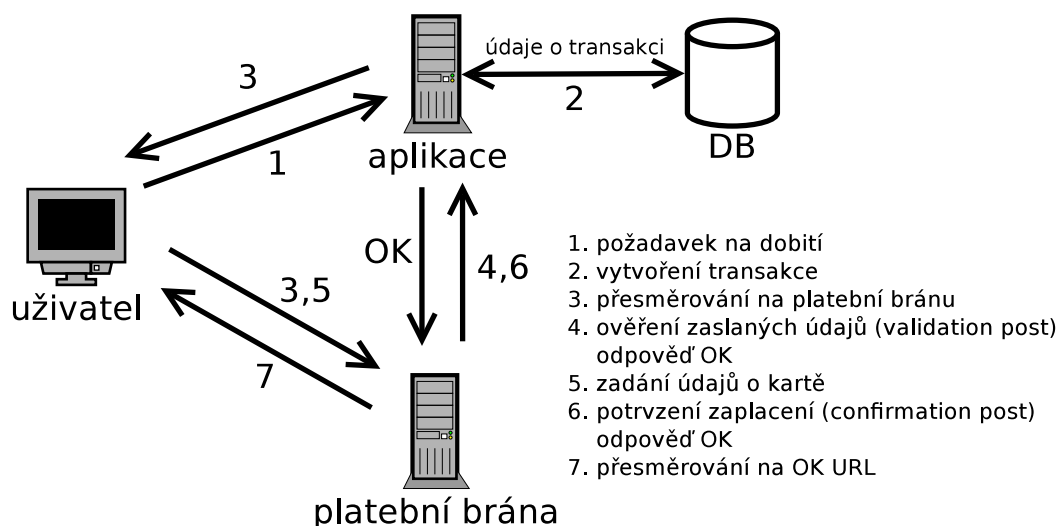 údaje o transakci
3
2
1
aplikace
DB
OK
4,6
uživatel
3,5
7
1. požadavek na dobití
2. vytvoření transakce
3. přesměrování na platební bránu
4. ověření zaslaných údajů (validation post)
odpověď OK
5. zadání údajů o kartě
6. potrvzení zaplacení (confirmation post)
odpověď OK
7. přesměrování na OK URL
platební brána